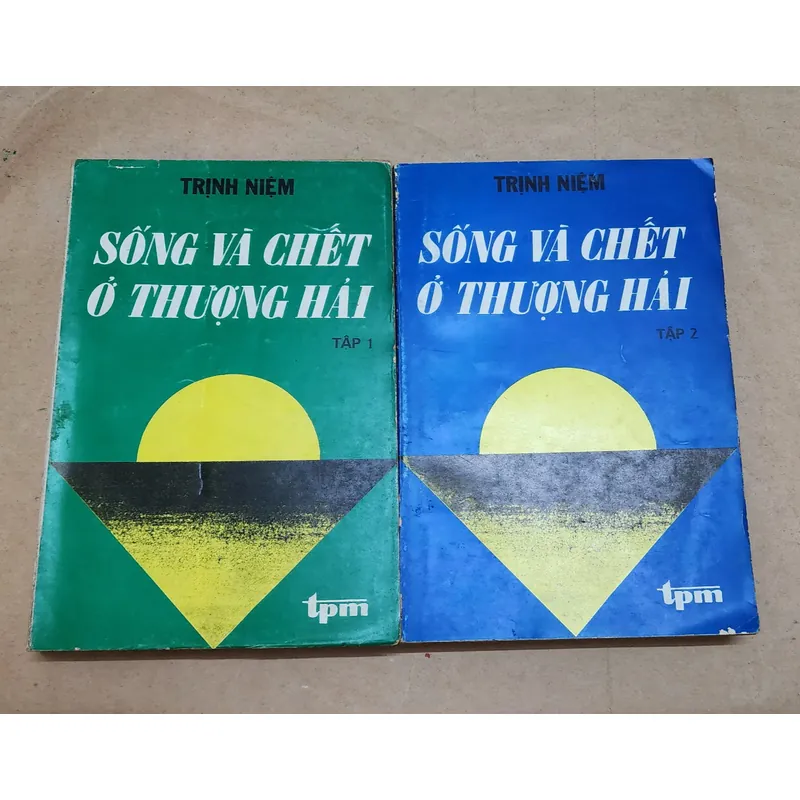 TRỊNH NIỆM
SỐNG VÀ CHẾT
Ở THƯỢNG HẢI
TẬP 1
tpm
TRỊNH NIỆM
SỐNG VÀ CHẾT
Ở THƯỢNG HẢI
TẬP 2
tpm